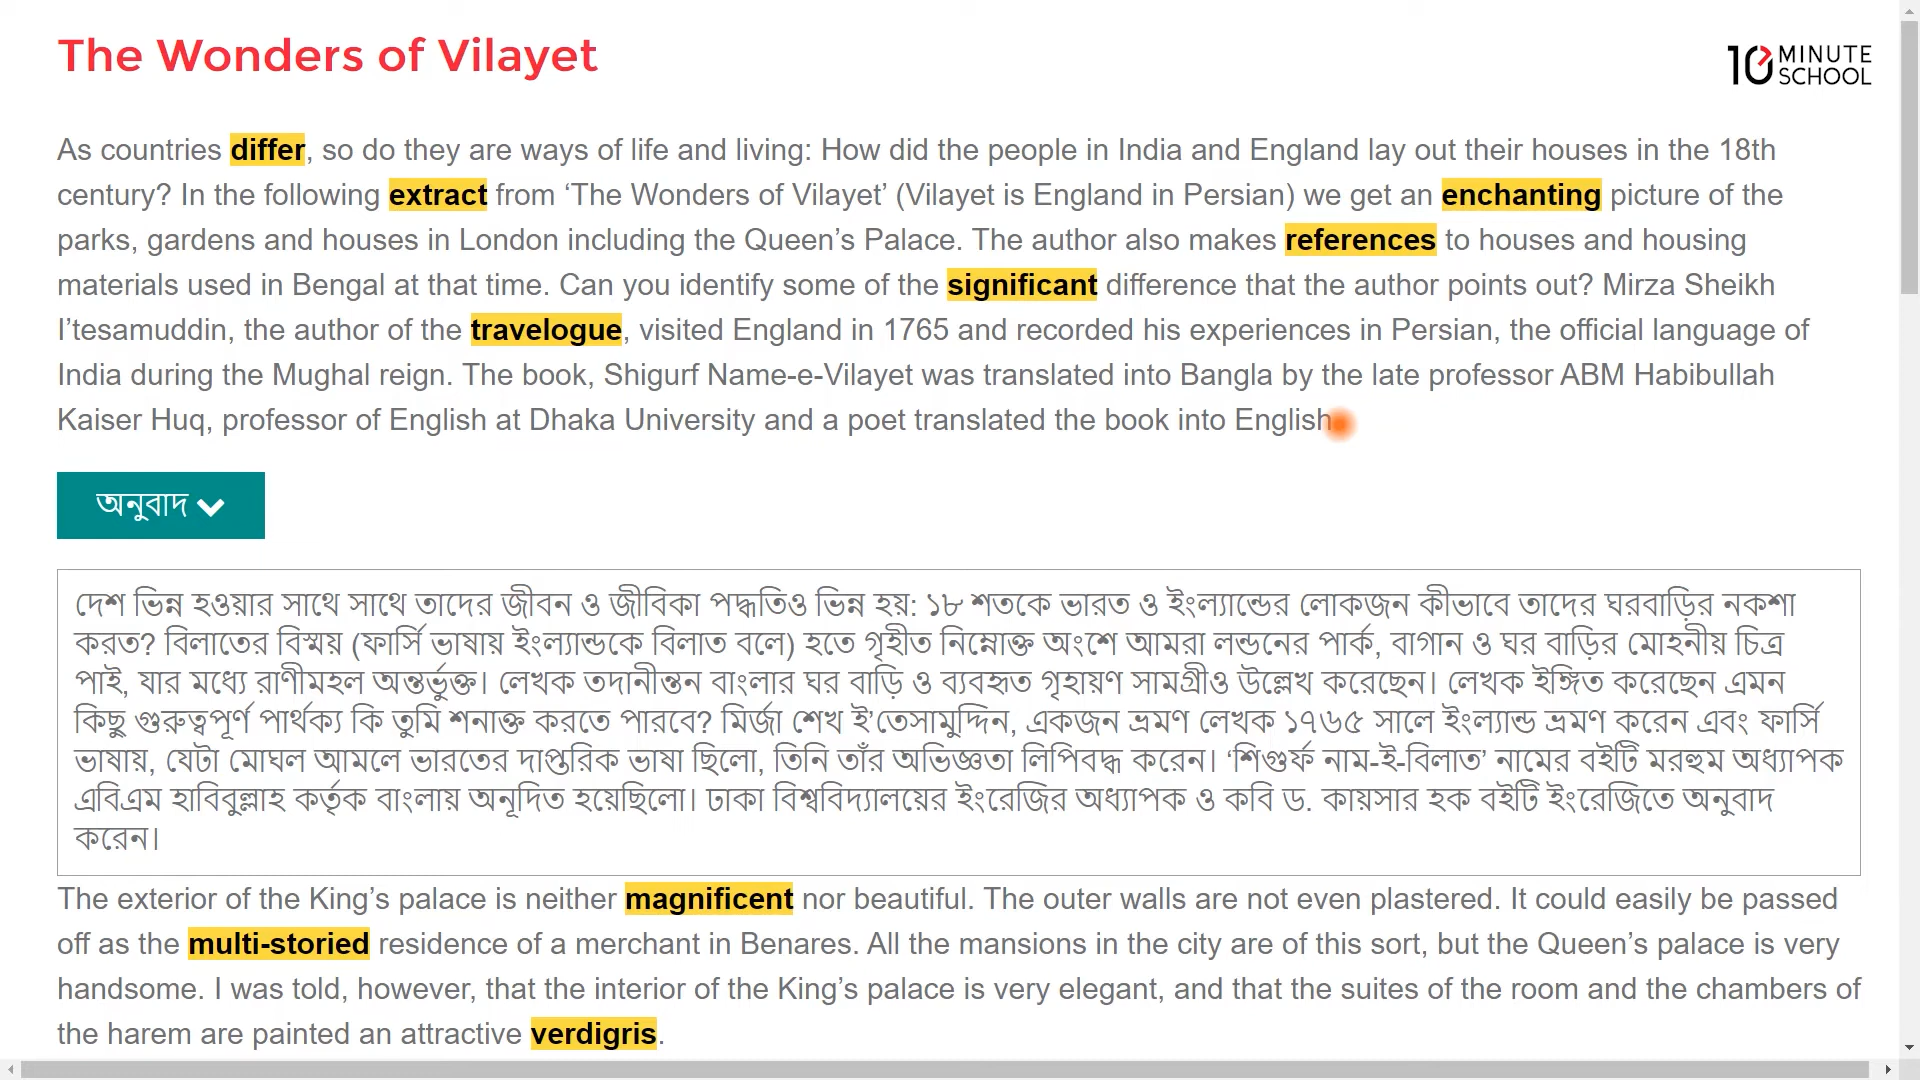 The Wonders of Vilayet
10 MINUTE
SCHOOL
As countries differ, so do they are ways of life and living: How did the people in India and England lay out their houses in the 18th
century? In the following extract from ‘The Wonders of Vilayet’ (Vilayet is England in Persian) we get an enchanting picture of the
parks, gardens and houses in London including the Queen’s Palace. The author also makes references to houses and housing
materials used in Bengal at that time. Can you identify some of the significant difference that the author points out? Mirza Sheikh
I’tesamuddin, the author of the travelogue, visited England in 1765 and recorded his experiences in Persian, the official language of
India during the Mughal reign. The book, Shigurf Name-e-Vilayet was translated into Bangla by the late professor ABM Habibullah
Kaiser Huq, professor of English at Dhaka University and a poet translated the book into English
অনুবাদ
দেশ ভিন্ন হওয়ার সাথে সাথে তাদের জীবন ও জীবিকা পদ্ধতিও ভিন্ন হয়: ১৮ শতকে ভারত ও ইংল্যান্ডের লোকজন কীভাবে তাদের ঘরবাড়ির নকশা
করত? বিলাতের বিস্ময় (ফার্সি ভাষায় ইংল্যান্ডকে বিলাত বলে) হতে গৃহীত নিম্নোক্ত অংশে আমরা লন্ডনের পার্ক, বাগান ও ঘর বাড়ির মোহনীয় চিত্র
পাই, যার মধ্যে রাণীমহল অন্তর্ভুক্ত। লেখক তদানীন্তন বাংলার ঘর বাড়ি ও ব্যবহৃত গৃহায়ণ সামগ্রীও উল্লেখ করেছেন। লেখক ইঙ্গিত করেছেন এমন
কিছু গুরুত্বপূর্ণ পার্থক্য কি তুমি শনাক্ত করতে পারবে? মির্জা শেখ ই’তেসামুদ্দিন, একজন ভ্রমণ লেখক ১৭৬৫ সালে ইংল্যান্ড ভ্রমণ করেন এবং ফার্সি
ভাষায়, যেটা মোঘল আমলে ভারতের দাপ্তরিক ভাষা ছিলো, তিনি তাঁর অভিজ্ঞতা লিপিবদ্ধ করেন। ‘শিগুর্ফ নাম-ই-বিলাত’ নামের বইটি মরহুম অধ্যাপক
এবিএম হাবিবুল্লাহ কর্তৃক বাংলায় অনূদিত হয়েছিলো। ঢাকা বিশ্ববিদ্যালয়ের ইংরেজির অধ্যাপক ও কবি ড. কায়সার হক বইটি ইংরেজিতে অনুবাদ
করেন।
The exterior of the King’s palace is neither magnificent nor beautiful. The outer walls are not even plastered. It could easily be passed
off as the multi-storied residence of a merchant in Benares. All the mansions in the city are of this sort, but the Queen’s palace is very
handsome. I was told, however, that the interior of the King’s palace is very elegant, and that the suites of the room and the chambers of
the harem are painted an attractive verdigris.